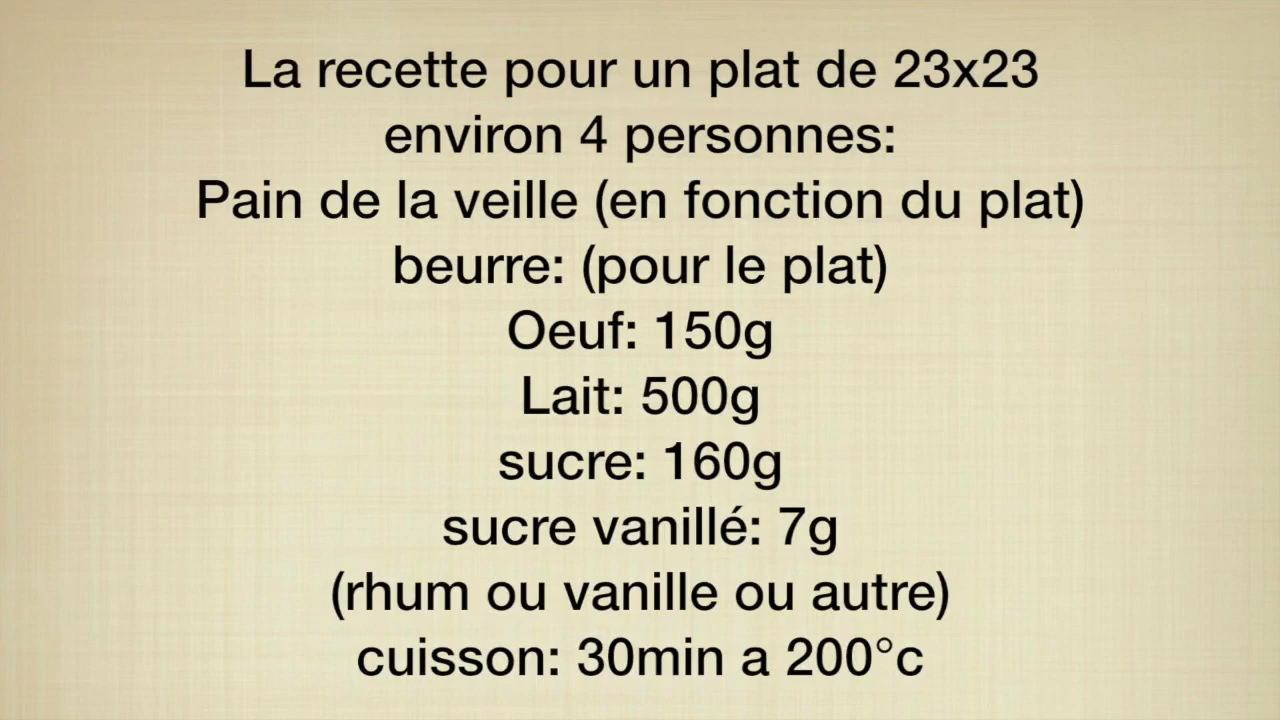 La recette pour un plat de 23x23
environ 4 personnes:
Pain de la veille (en fonction du plat)
beurre: (pour le plat)
Oeuf: 150g
Lait: 500g
sucre: 160g
sucre vanillé: 7g
(rhum ou vanille ou autre)
cuisson: 30min a 200°c